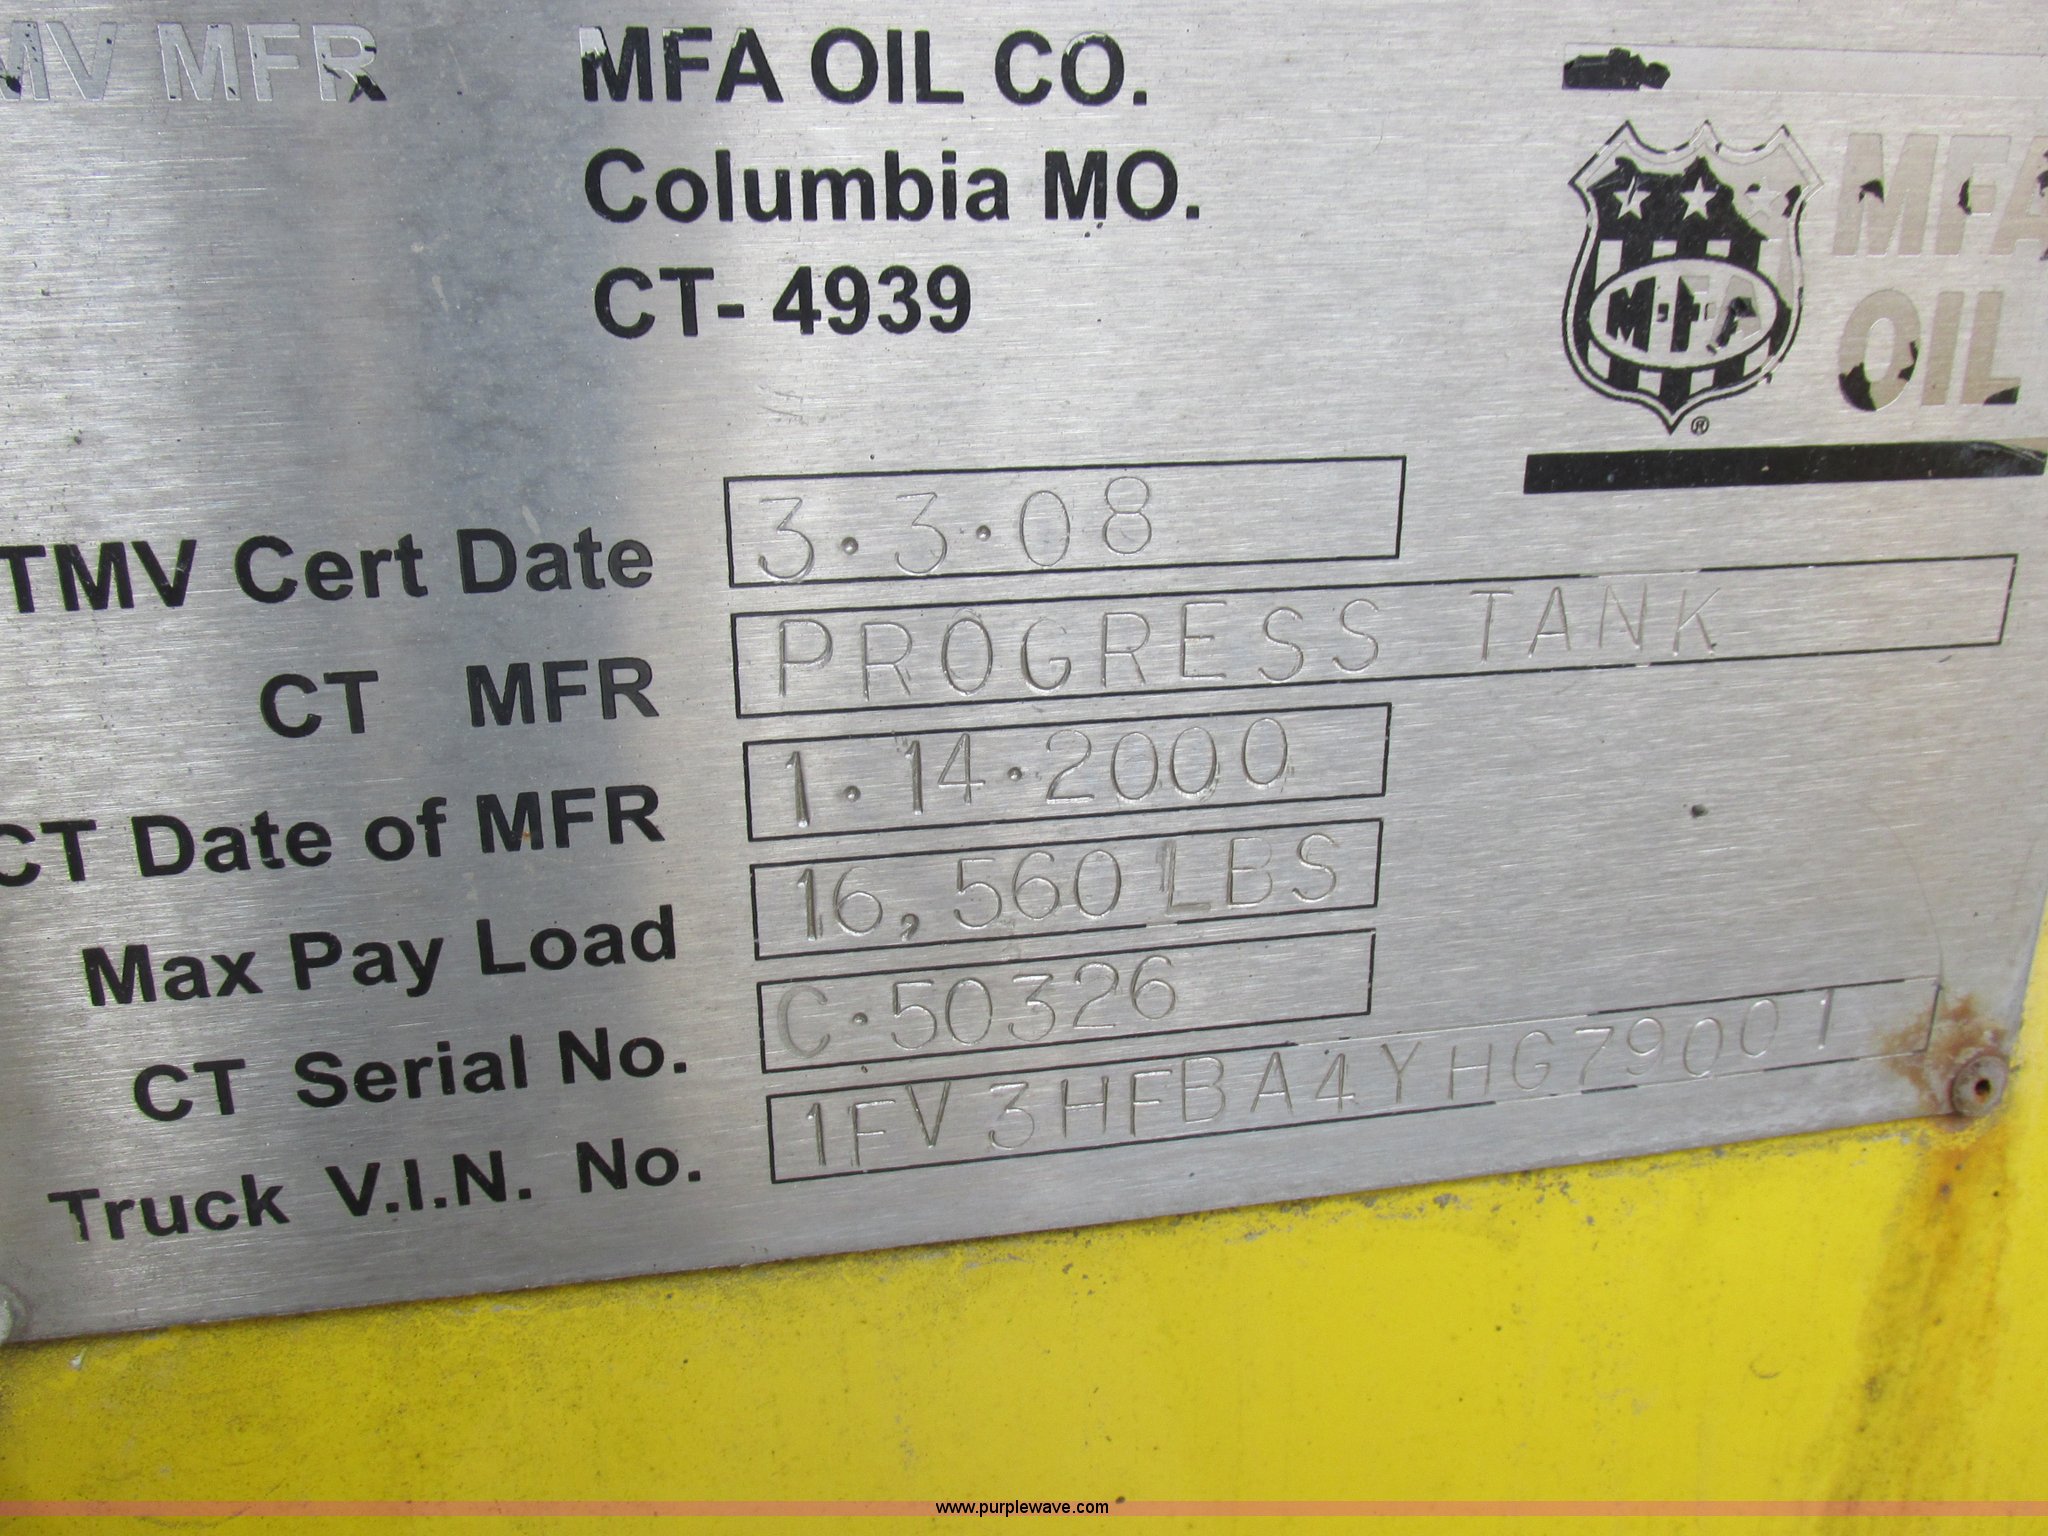 MV MFR MFA OIL CO.
Columbia MO.
CT- 4939
MFA
OIL
MFA
®
TMV Cert Date 3.3.08
CT MFR PROGRESS TANK
CT Date of MFR 1.14.2000
Max Pay Load 16,560 LBS
CT Serial No. C.50326
Truck V.I.N. No. 1FV3HFBA4YHG79001
www.purplewave.com